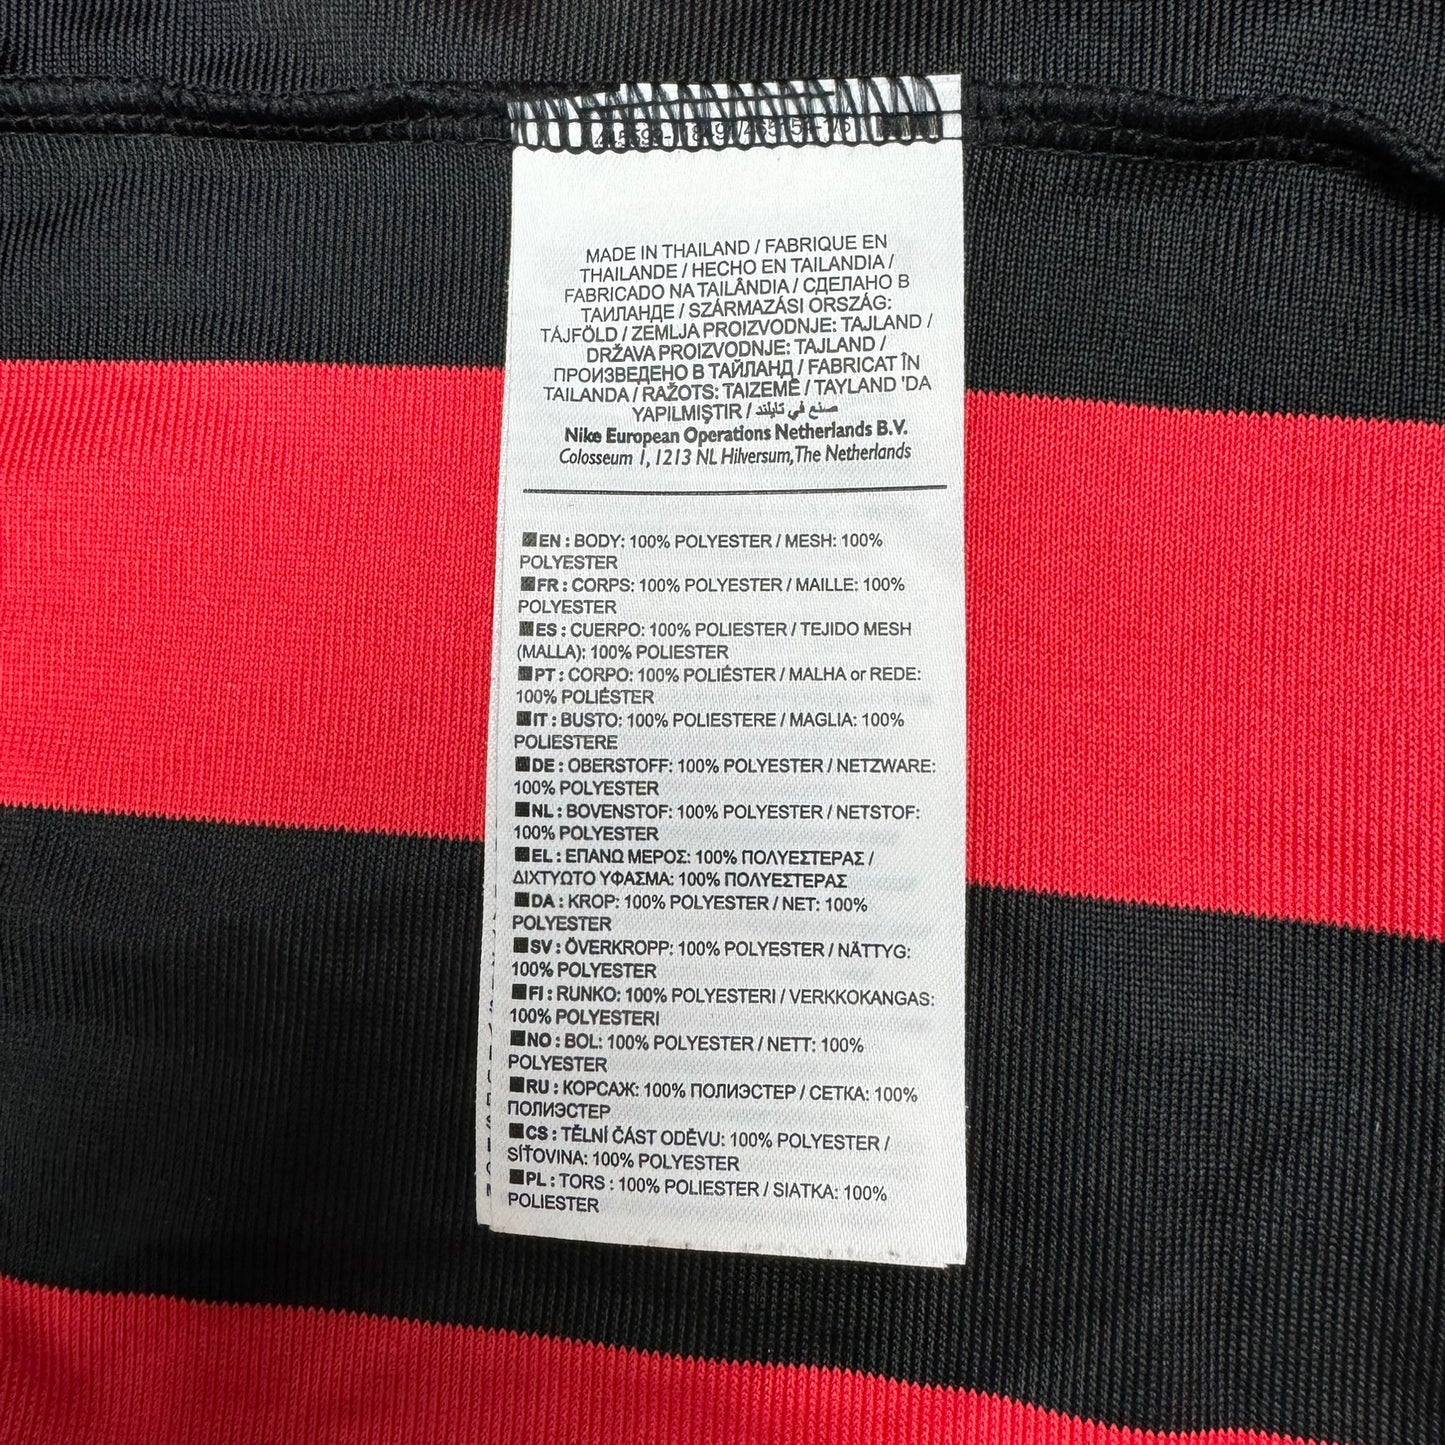 MADE IN THAILAND / FABRIQUE EN
THAILANDE / HECHO EN TAILANDIA /
FABRICADO NA TAILÂNDIA / СДЕЛАНО В
ТАИЛАНДЕ / SZÁRMAZÁSI ORSZÁG:
TÁJFÖLD / ZEMLJA PROIZVODNJE: TAJLAND /
DRŽAVA PROIZVODNJE: TAJLAND /
ПРОИЗВЕДЕНО В ТАЙЛАНД / FABRICAT ÎN
TAILANDA / RAŽOTS: TAIZEMĒ / TAYLAND 'DA
YAPILMIŞTIR / صنع في تايلند
Nike European Operations Netherlands B.V.
Colosseum 1, 1213 NL Hilversum, The Netherlands
EN : BODY: 100% POLYESTER / MESH: 100%
POLYESTER
FR : CORPS: 100% POLYESTER / MAILLE: 100%
POLYESTER
ES : CUERPO: 100% POLIESTER / TEJIDO MESH
(MALLA): 100% POLIESTER
PT : CORPO: 100% POLIÉSTER / MALHA or REDE:
100% POLIÉSTER
IT : BUSTO: 100% POLIESTERE / MAGLIA: 100%
POLIESTERE
DE : OBERSTOFF: 100% POLYESTER / NETZWARE:
100% POLYESTER
NL : BOVENSTOF: 100% POLYESTER / NETSTOF:
100% POLYESTER
EL : ΕΠΑΝΩ ΜΕΡΟΣ: 100% ΠΟΛΥΕΣΤΕΡΑΣ /
ΔΙΧΤΥΩΤΟ ΥΦΑΣΜΑ: 100% ΠΟΛΥΕΣΤΕΡΑΣ
DA : KROP: 100% POLYESTER / NET: 100%
POLYESTER
SV : ÖVERKROPP: 100% POLYESTER / NÄTTYG:
100% POLYESTER
FI : RUNKO: 100% POLYESTERI / VERKKOKANGAS:
100% POLYESTERI
NO : BOL: 100% POLYESTER / NETT: 100%
POLYESTER
RU : КОРСАЖ: 100% ПОЛИЭСТЕР / СЕТКА: 100%
ПОЛИЭСТЕР
CS : TĚLNÍ ČÁST ODĚVU: 100% POLYESTER /
SÍŤOVINA: 100% POLYESTER
PL : TORS : 100% POLIESTER / SIATKA: 100%
POLIESTER